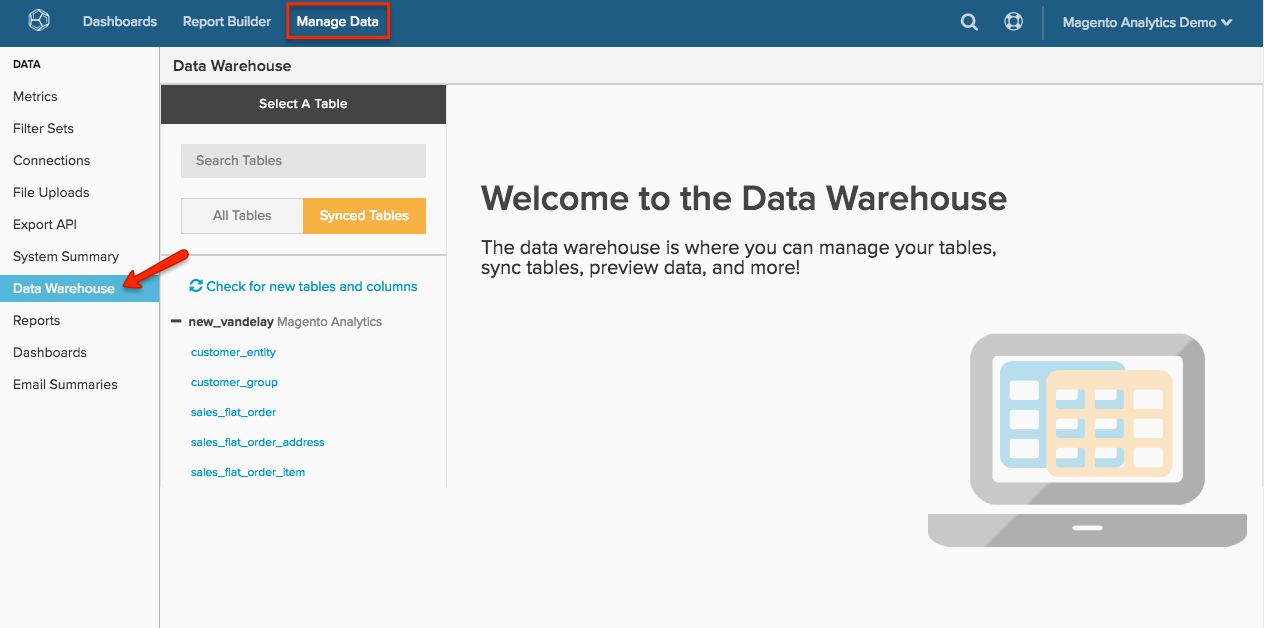 Dashboards Report Builder Manage Data Magento Analytics Demo
DATA
Metrics
Filter Sets
Connections
File Uploads
Export API
System Summary
Data Warehouse
Reports
Dashboards
Email Summaries
Data Warehouse
Select A Table
Search Tables
All Tables Synced Tables
Check for new tables and columns
new_vandelay Magento Analytics
customer_entity
customer_group
sales_flat_order
sales_flat_order_address
sales_flat_order_item
Welcome to the Data Warehouse
The data warehouse is where you can manage your tables,
sync tables, preview data, and more!